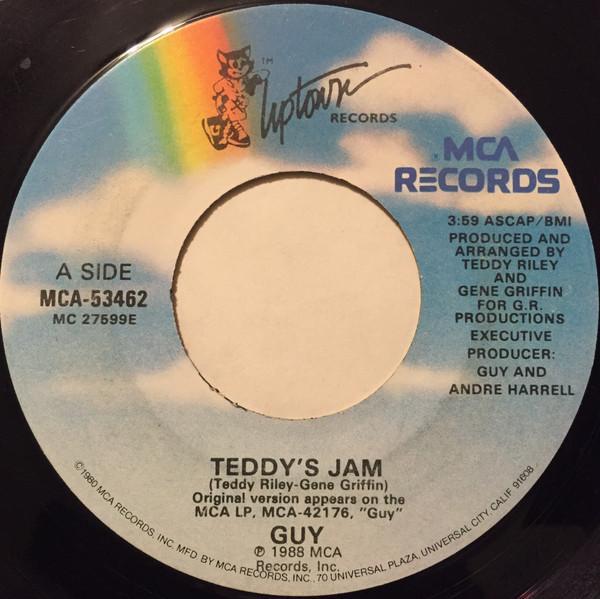 Uptown™
RECORDS
MCA
RECORDS
3:59 ASCAP/BMI
PRODUCED AND
ARRANGED BY
TEDDY RILEY
AND
GENE GRIFFIN
FOR G.R.
PRODUCTIONS
EXECUTIVE
PRODUCER:
GUY AND
ANDRE HARRELL
A SIDE
MCA-53462
MC 27599E
TEDDY'S JAM
(Teddy Riley-Gene Griffin)
Original version appears on the
MCA LP, MCA-42176, "Guy"
GUY
℗ 1988 MCA
Records, Inc.
©1980 MCA RECORDS, INC. MFD BY MCA RECORDS, INC., 70 UNIVERSAL PLAZA, UNIVERSAL CITY, CALIF. 91608